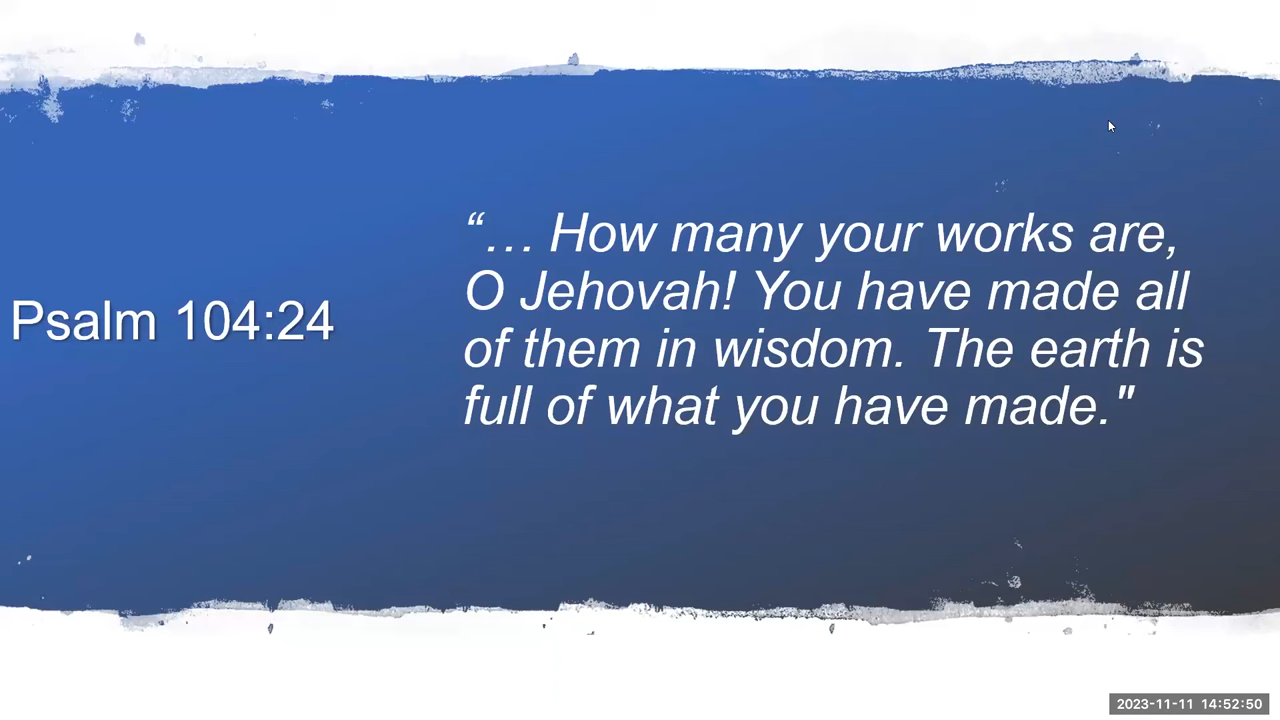 Psalm 104:24
“… How many your works are,
O Jehovah! You have made all
of them in wisdom. The earth is
full of what you have made."
2023-11-11 14:52:50